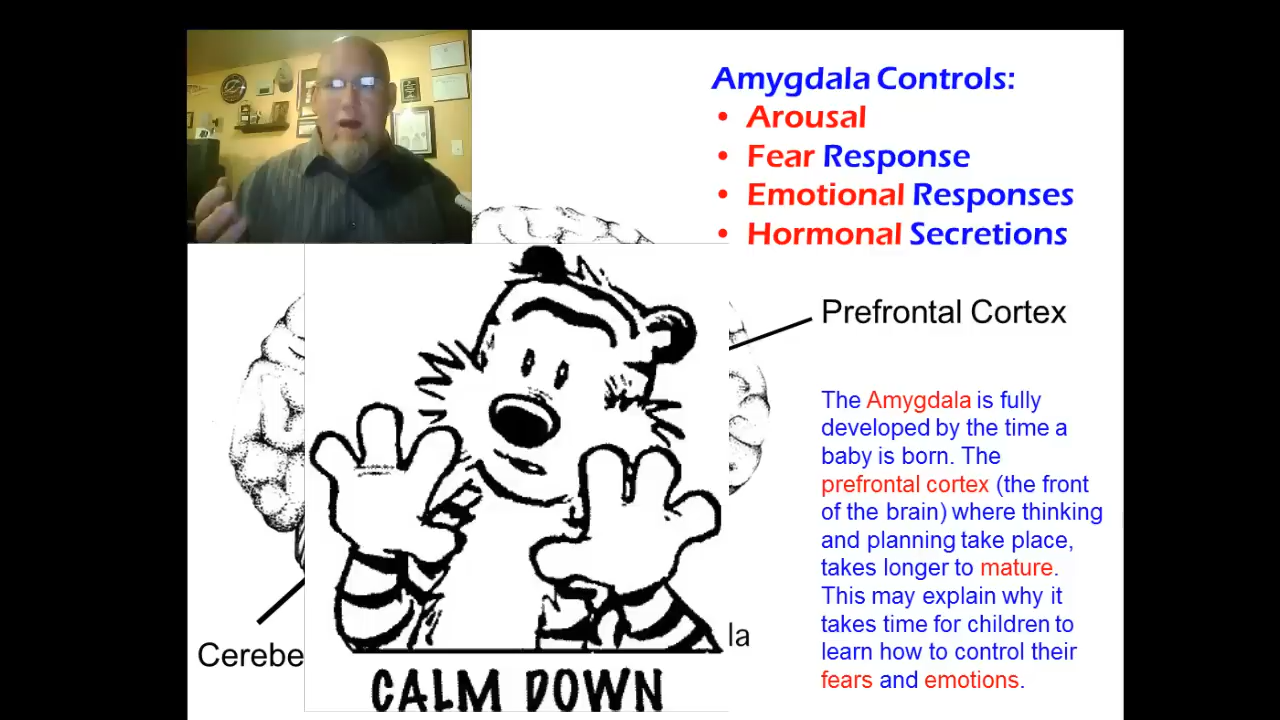 Amygdala Controls:
• Arousal
• Fear Response
• Emotional Responses
• Hormonal Secretions
Prefrontal Cortex
The Amygdala is fully
developed by the time a
baby is born. The
prefrontal cortex (the front
of the brain) where thinking
and planning take place,
takes longer to mature.
This may explain why it
takes time for children to
learn how to control their
fears and emotions.
la
Cerebe
CALM DOWN